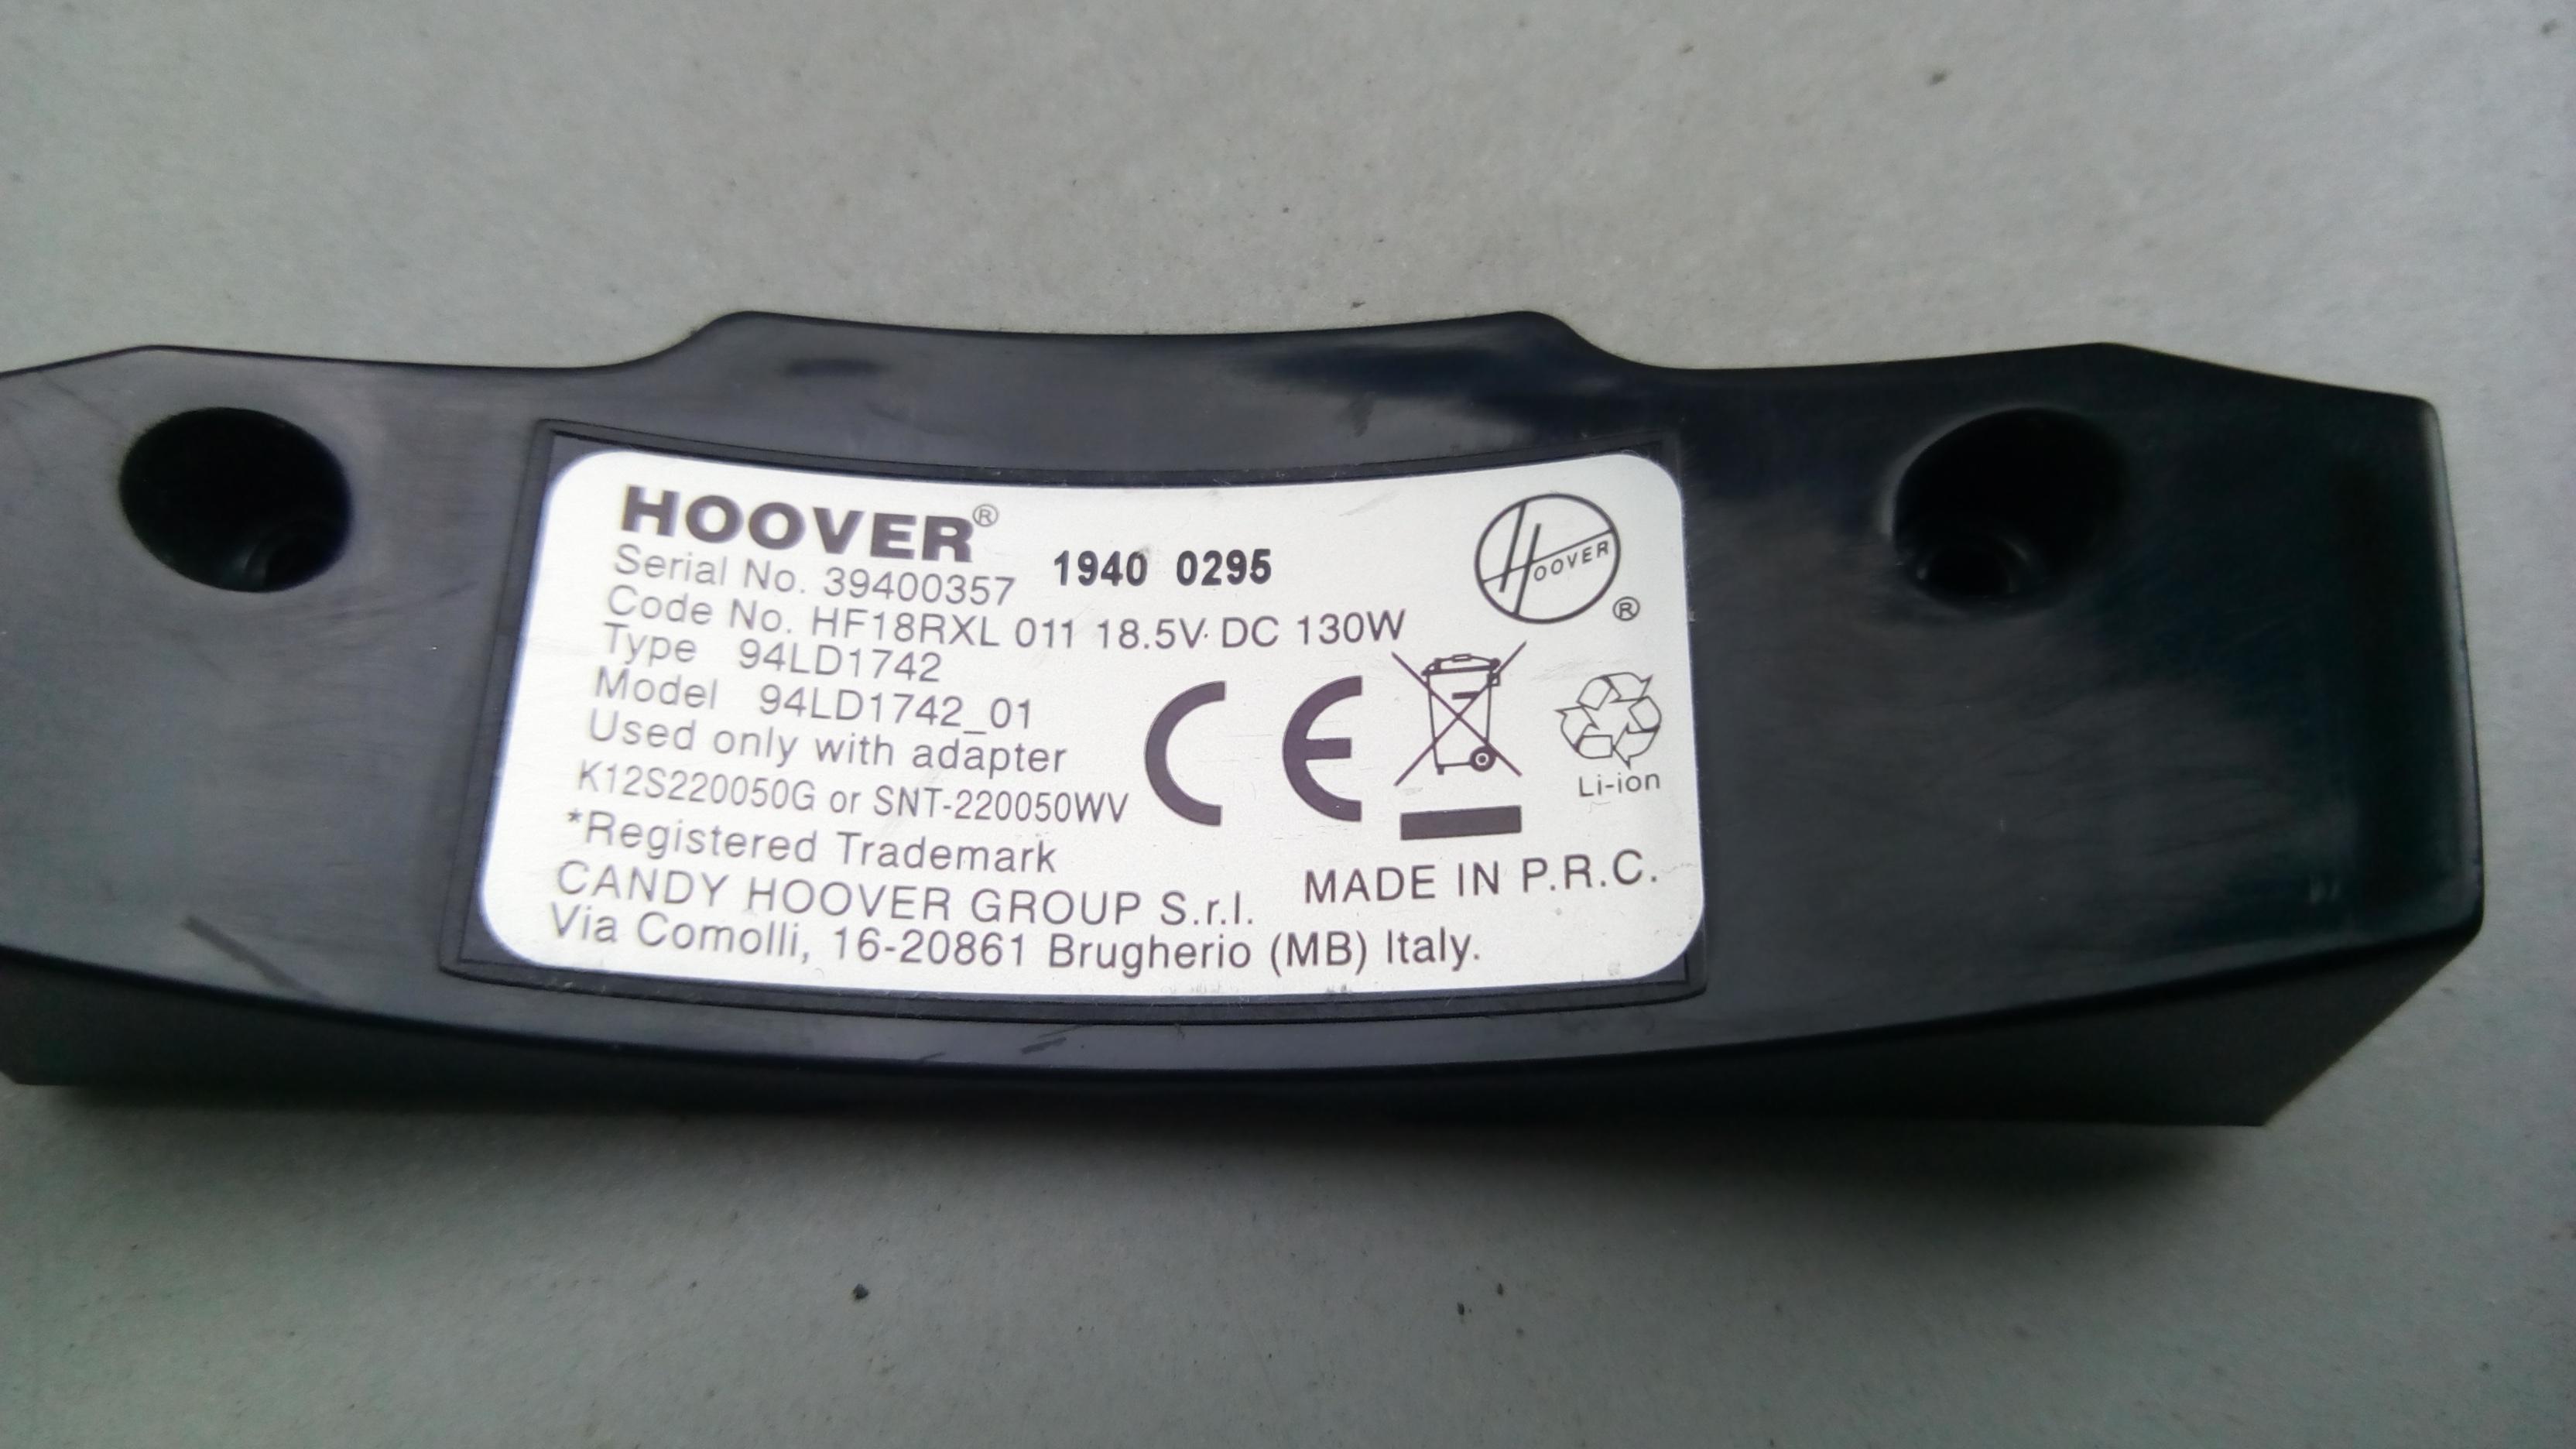 HOOVER®
Serial No. 39400357 1940 0295
Code No. HF18RXL 011 18.5V DC 130W
Type 94LD1742
Model 94LD1742_01
Used only with adapter
K12S220050G or SNT-220050WV
*Registered Trademark
CANDY HOOVER GROUP S.r.l.
Via Comolli, 16-20861 Brugherio (MB) Italy.
HOOVER
®
CE
Li-ion
MADE IN P.R.C.